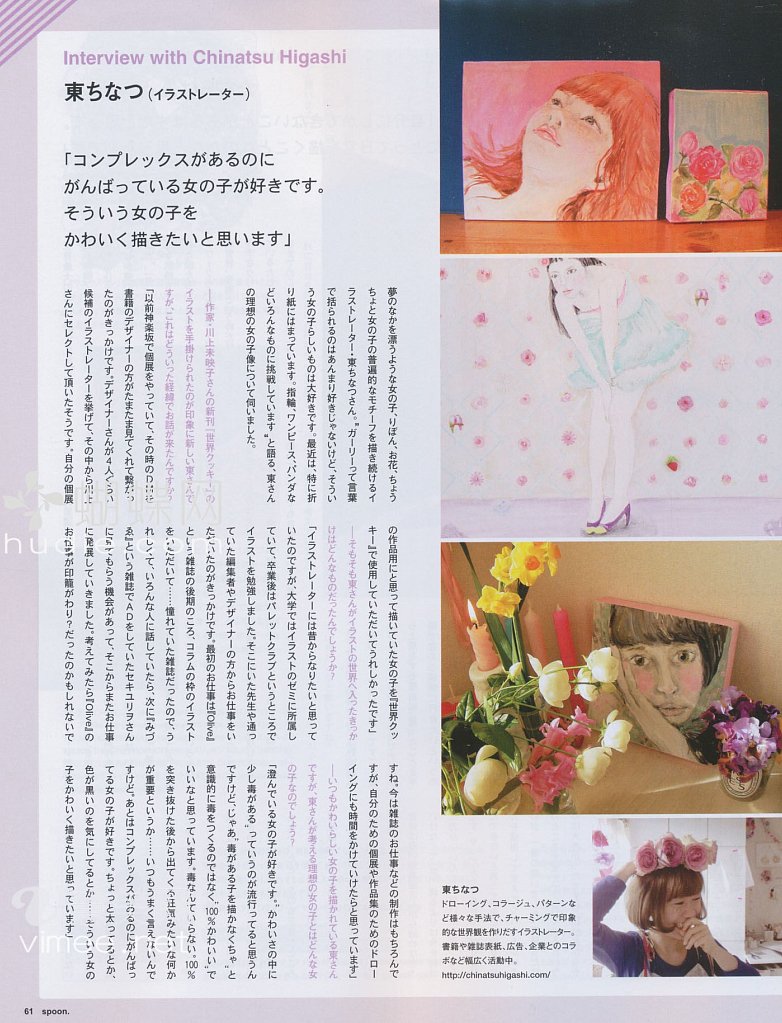 Interview with Chinatsu Higashi
東ちなつ（イラストレーター）
「コンプレックスがあるのに
がんばっている女の子が好きです。
そういう女の子を
かわいく描きたいと思います」
夢のなかを漂うような女の子、りぼん、お花、ちょう
ちょと女の子の普遍的なモチーフを描き続けるイ
ラストレーター・東ちなつさん。“ガーリーって言葉
で括られるのはあんまり好きじゃないけど、そうい
う女の子らしいものは大好きです。最近は、特に折
り紙にはまっています。指輪、ワンピース、パンダな
どいろんなものに挑戦しています”と語る、東さん
の理想の女の子像について伺いました。
──作家・川上未映子さんの新刊『世界クッキー』の
イラストを手掛けられたのが印象に新しい東さんで
すが、これはどういった経緯でお話が来たんですか？
「以前神楽坂で個展をやっていて、その時のDMを
書籍のデザイナーの方がたまたま見てくれて繋がっ
たのがきっかけです。デザイナーさんが4人くらい
候補のイラストレーターを挙げて、その中から川上
さんにセレクトして頂いたそうです。自分の個展
の作品用にと思って描いていた女の子を『世界クッ
キー』で使用していただいてうれしかったです」
──そもそも東さんがイラストの世界へ入ったきっか
けはどんなものだったんでしょうか？
「イラストレーターには昔からなりたいと思って
いたのですが、大学ではイラストのゼミに所属し
ていて、卒業後はパレットクラブというところで
イラストを勉強しました。そこにいた先生や通っ
ていた編集者やデザイナーの方からお仕事をい
ただいたのがきっかけです。最初のお仕事は『Olive』
という雑誌の後期のころ、コラムの枠のイラスト
をいただいて……憧れていた雑誌だったので、う
れしくて、いろんな人に話していたら、次に『みづ
ゑ』という雑誌でADをしていたセキユリヲさん
に見てもらう機会があって、そこからまたお仕事
に発展していきました。考えてみたら『Olive』の
お仕事が印籠がわり？だったのかもしれないで
すね。今は雑誌のお仕事などの制作はもちろんで
すが、自分のための個展や作品集のためのドロー
イングにも時間をかけていけたらと思っています」
──いつもかわいらしい女の子を描かれている東さん
ですが、東さんが考える理想の女の子とはどんな女
の子なのでしょう？
「澄んでいる女の子が好きです。“かわいさの中に
少し毒がある”っていうのが流行ってると思うん
ですけど、じゃあ“毒がある子を描かなくちゃ”と
意識的に毒をつくるのではなく、“100％かわいい”で
いいなと思っています。毒なんていらない。100％
を突き抜けた後から出てくる狂気みたいな何か
が重要というか……いつもうまく言えないんで
すけど。あとはコンプレックスがあるのにがんばっ
てる女の子が好きです。ちょっと太ってるとか、
色が黒いのを気にしてるとか……そういう女の
子をかわいく描きたいと思っています」
東ちなつ
ドローイング、コラージュ、パターンなど様々な手法で、チャーミングで印象的な世界観を作りだすイラストレーター。
書籍や雑誌表紙、広告、企業とのコラボなど幅広く活動中。
http://chinatsuhigashi.com/
61 spoon.